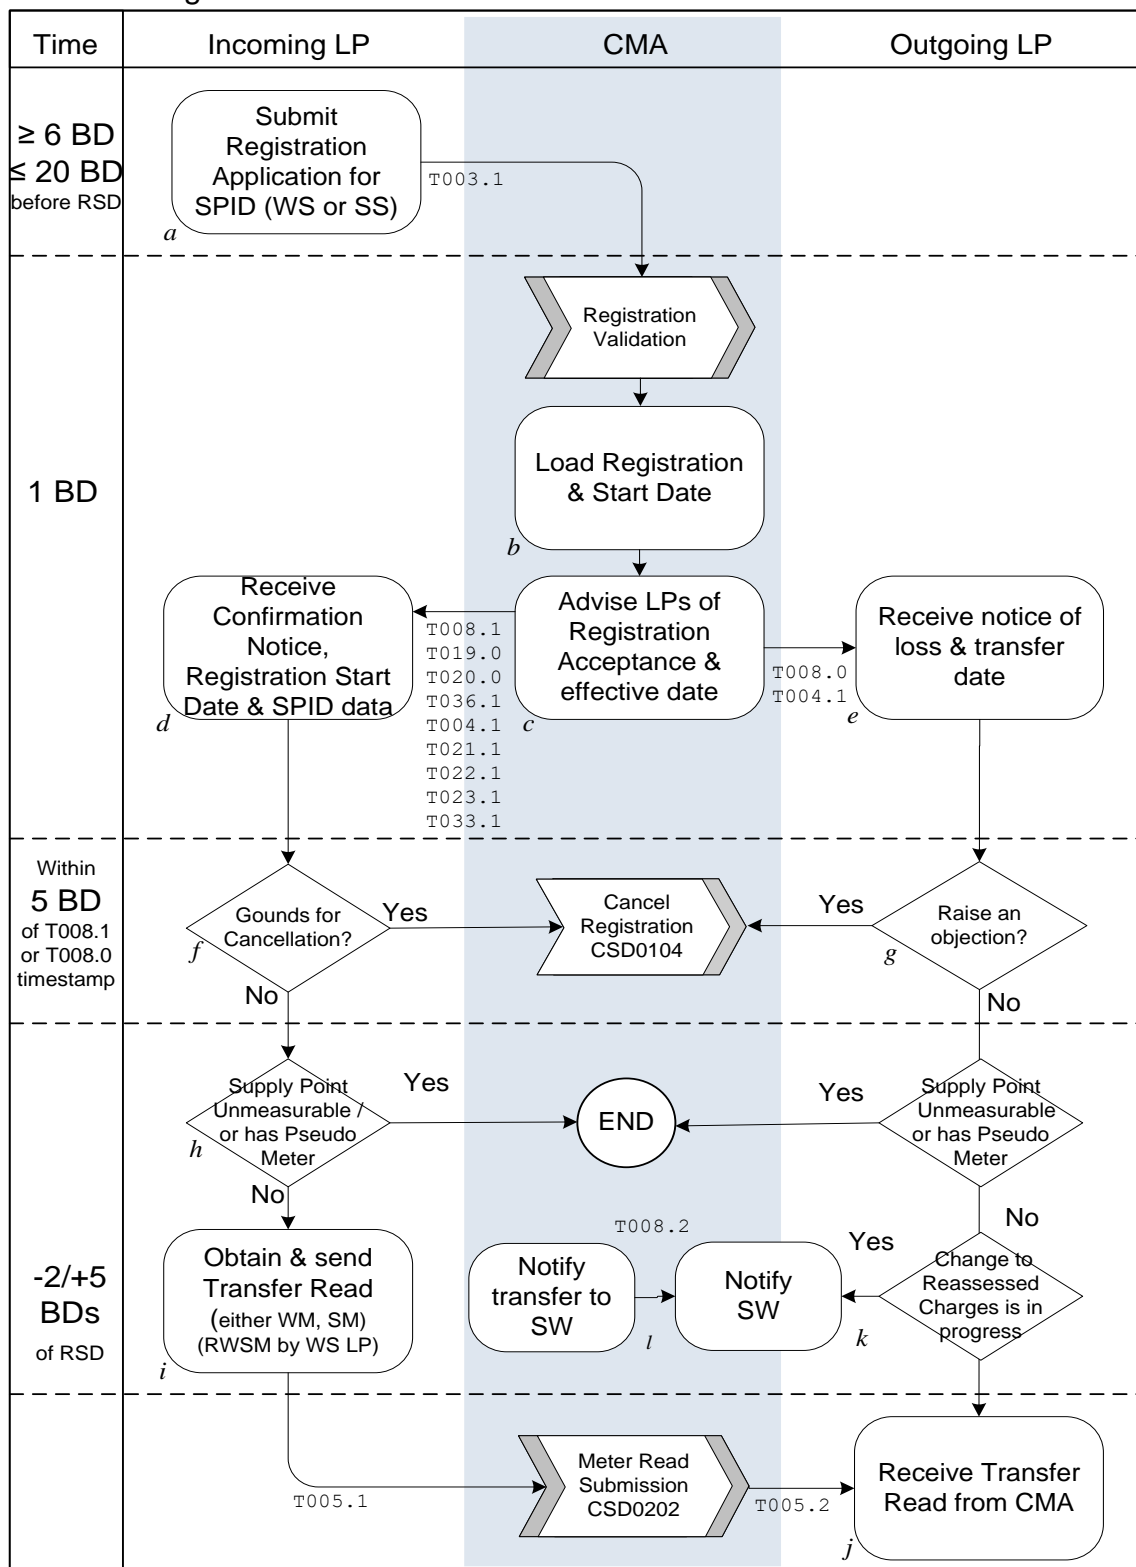 Time
Incoming LP
CMA
Outgoing LP
≥ 6 BD
≤ 20 BD
before RSD
Submit
Registration
Application for
SPID (WS or SS)
a
T003.1
1 BD
Registration
Validation
Load Registration
& Start Date
b
Receive
Confirmation
Notice,
Registration Start
Date & SPID data
d
T008.1
T019.0
T020.0
T036.1
T004.1
T021.1
T022.1
T023.1
T033.1
Advise LPs of
Registration
Acceptance &
effective date
c
T008.0
T004.1
Receive notice of
loss & transfer
date
e
Within
5 BD
of T008.1
or T008.0
timestamp
Gounds for
Cancellation?
f
Yes
No
Cancel
Registration
CSD0104
Yes
Raise an
objection?
g
No
-2/+5
BDs
of RSD
Supply Point
Unmeasurable /
or has Pseudo
Meter
h
Yes
No
END
Yes
Supply Point
Unmeasurable
or has Pseudo
Meter
No
Obtain & send
Transfer Read
(either WM, SM)
(RWSM by WS LP)
i
T008.2
Notify
transfer to
SW
l
Notify
SW
k
Yes
Change to
Reassessed
Charges is in
progress
T005.1
Meter Read
Submission
CSD0202
T005.2
Receive Transfer
Read from CMA
j